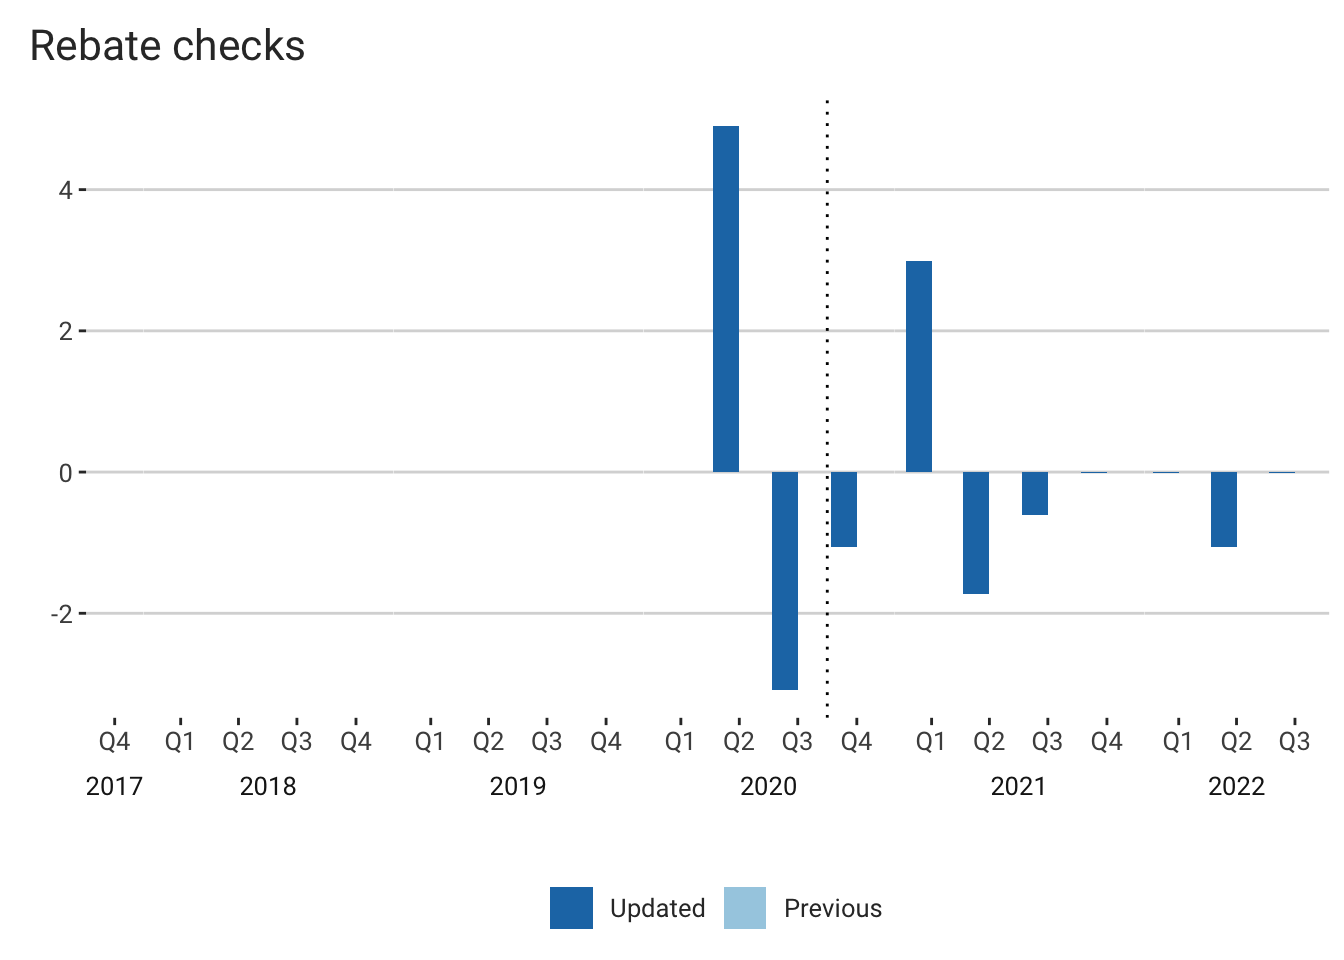 Rebate checks
4
2
0
-2
Q4 Q1 Q2 Q3 Q4 Q1 Q2 Q3 Q4 Q1 Q2 Q3 Q4 Q1 Q2 Q3 Q4 Q1 Q2 Q3
2017 2018 2019 2020 2021 2022
Updated Previous